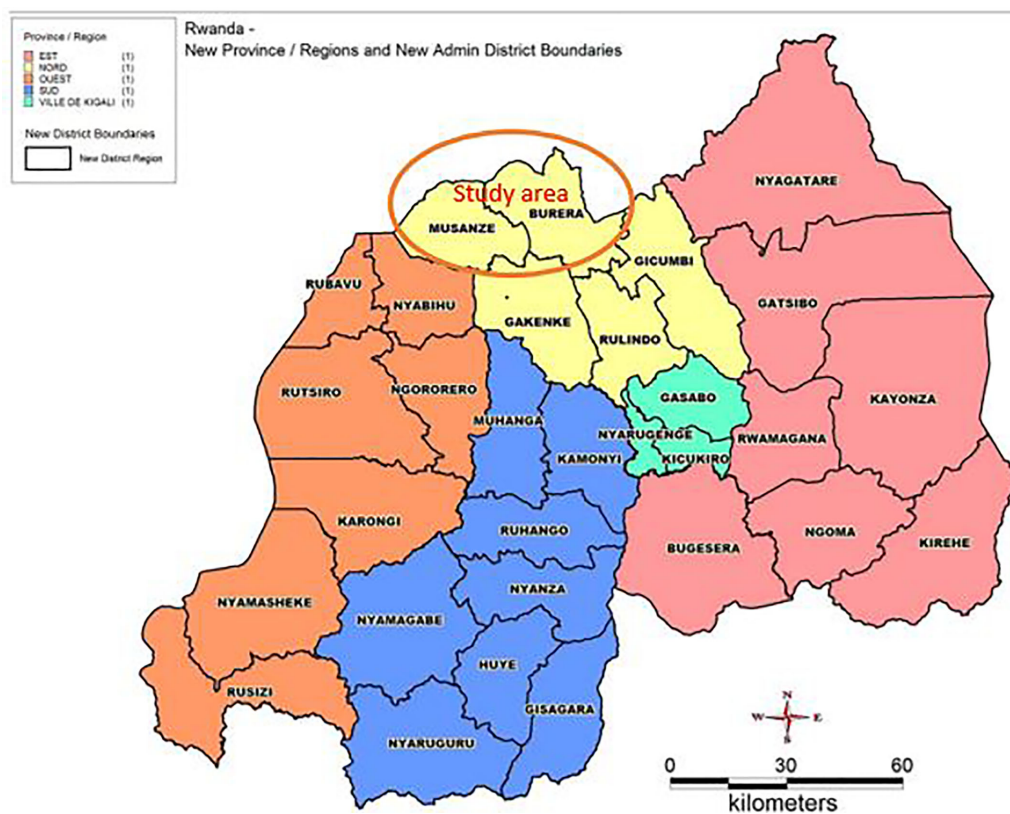 Rwanda -
New Province / Regions and New Admin District Boundaries
Province / Region
EST (1)
NORD (1)
OUEST (1)
SUD (1)
VILLE DE KIGALI (1)
New District Boundaries
New District Region
Study area
NYAGATARE
BURERA
MUSANZE
GICUMBI
RUBAVU
NYABIHU
GATSIBO
GAKENKE
RULINDO
RUTSIRO
NGORORERO
GASABO
KAYONZA
MUHANGA
NYARUGENGE
RWAMAGANA
KAMONYI
KICUKIRO
KARONGI
RUHANGO
NGOMA
KIREHE
BUGESERA
NYANZA
NYAMASHEKE
NYAMAGABE
HUYE
RUSIZI
GISAGARA
NYARUGURU
N
W E
S
0 30 60
kilometers